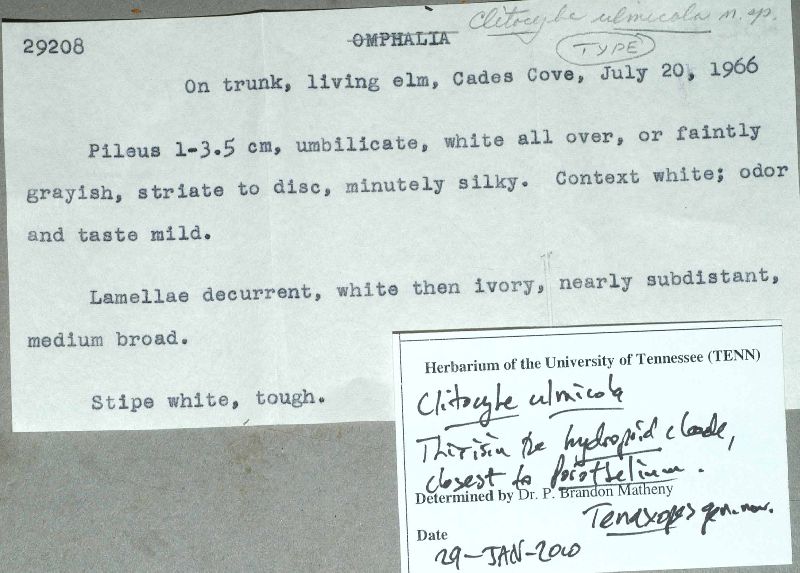 Clitocybe ulmicola n. sp.
29208 OMPHALIA
TYPE
On trunk, living elm, Cades Cove, July 20, 1966
Pileus 1-3.5 cm, umbilicate, white all over, or faintly
grayish, striate to disc, minutely silky. Context white; odor
and taste mild.
Lamellae decurrent, white then ivory, nearly subdistant,
medium broad.
Stipe white, tough.
Herbarium of the University of Tennessee (TENN)
Clitocybe ulmicola
This is in the hydropoid clade,
closest to Porotheleum.
Determined by Dr. P. Brandon Matheny
gen. nov.
Date
29-JAN-2010